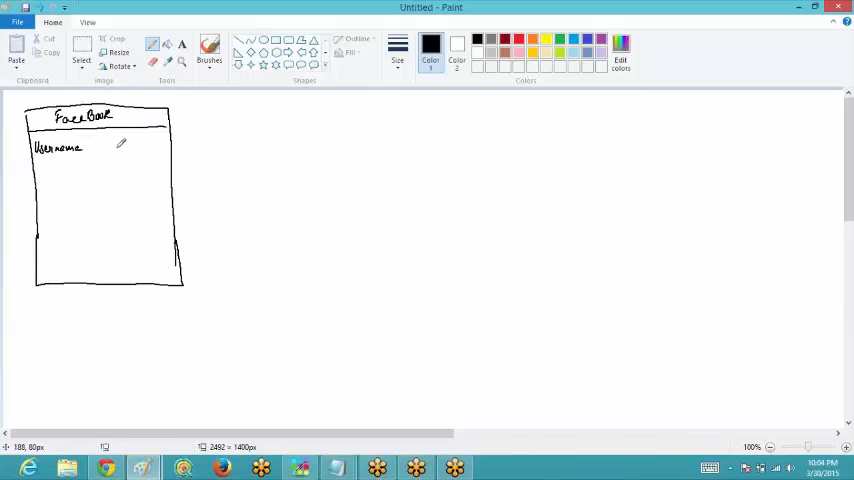 Untitled - Paint
File
Home
View
Paste
Cut
Copy
Clipboard
Select
Crop
Resize
Rotate
Image
Tools
Brushes
Shapes
Outline
Fill
Size
Color 1
Color 2
Edit colors
Colors
FaceBook
Username
188, 80px
2492 × 1400px
100%
10:04 PM
3/30/2015